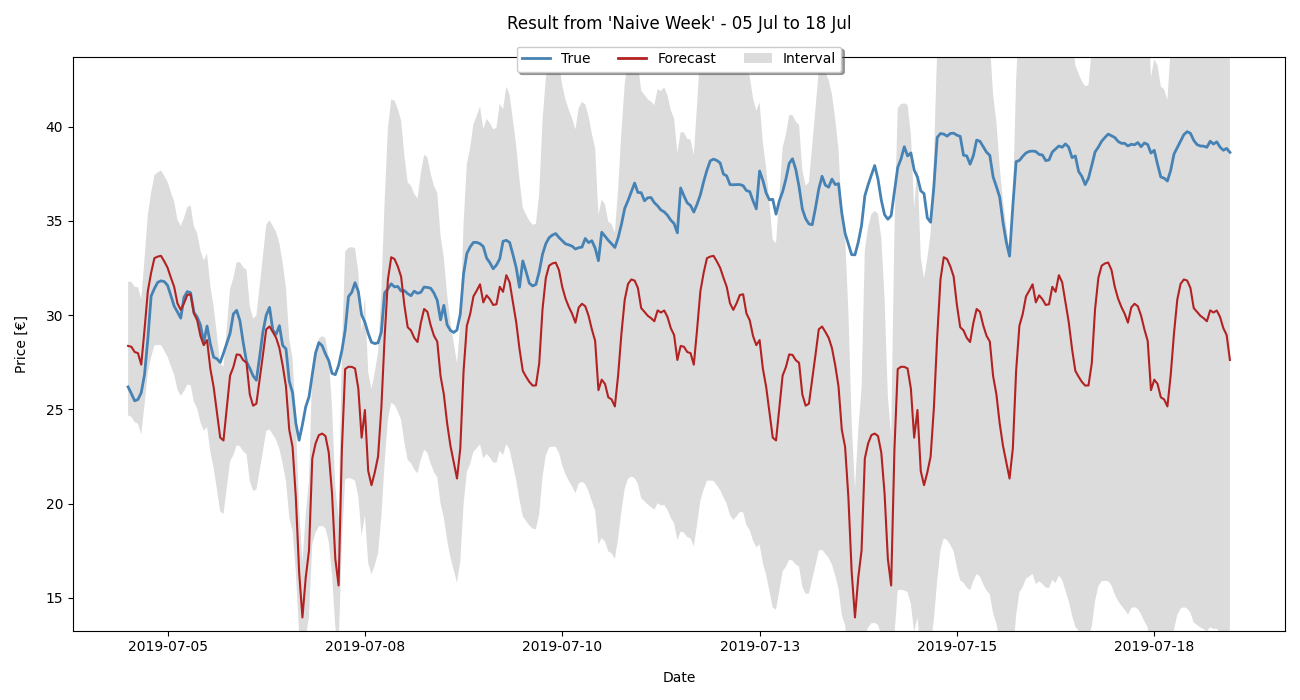 Result from 'Naive Week' - 05 Jul to 18 Jul
True Forecast Interval
Price [€]
40
35
30
25
20
15
2019-07-05 2019-07-08 2019-07-10 2019-07-13 2019-07-15 2019-07-18
Date